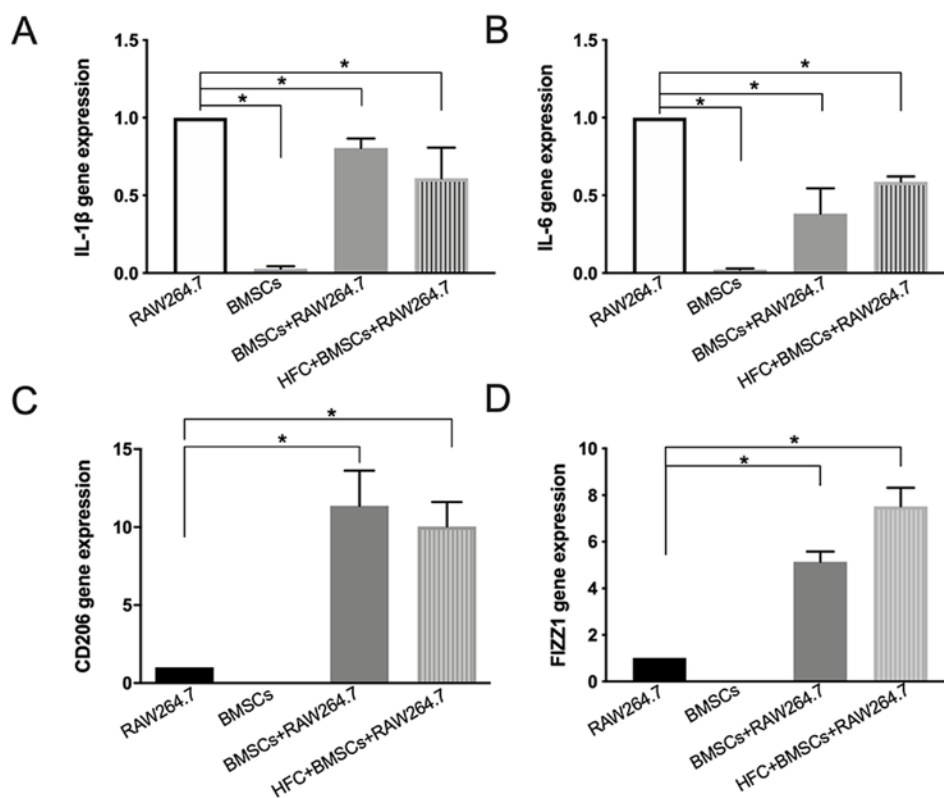 A
IL-1β gene expression
1.5
1.0
0.5
0.0
*
*
*
RAW264.7
BMSCs
BMSCs+RAW264.7
HFC+BMSCs+RAW264.7
B
IL-6 gene expression
1.5
1.0
0.5
0.0
*
*
*
RAW264.7
BMSCs
BMSCs+RAW264.7
HFC+BMSCs+RAW264.7
C
CD206 gene expression
15
10
5
0
*
*
RAW264.7
BMSCs
BMSCs+RAW264.7
HFC+BMSCs+RAW264.7
D
FIZZ1 gene expression
10
8
6
4
2
0
*
*
RAW264.7
BMSCs
BMSCs+RAW264.7
HFC+BMSCs+RAW264.7